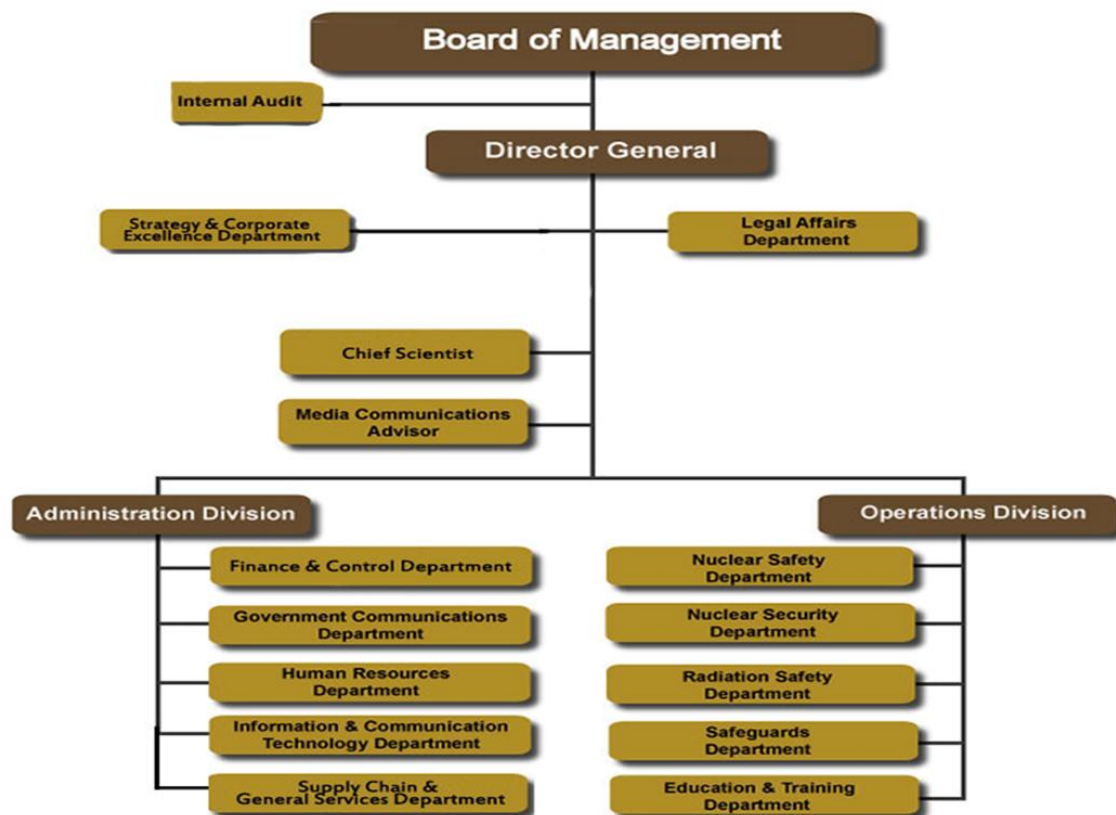 Board of Management
Internal Audit
Director General
Strategy & Corporate
Excellence Department
Legal Affairs
Department
Chief Scientist
Media Communications
Advisor
Administration Division
Finance & Control Department
Government Communications
Department
Human Resources
Department
Information & Communication
Technology Department
Supply Chain &
General Services Department
Operations Division
Nuclear Safety
Department
Nuclear Security
Department
Radiation Safety
Department
Safeguards
Department
Education & Training
Department